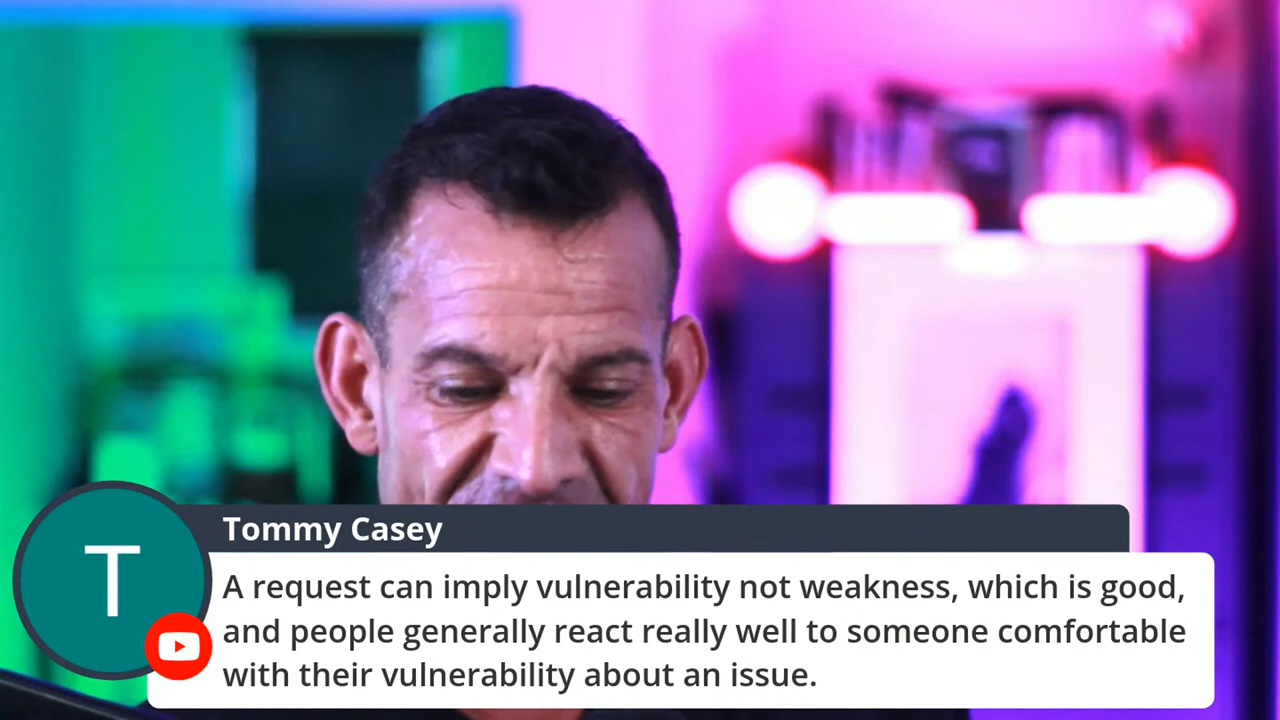 Tommy Casey
T
A request can imply vulnerability not weakness, which is good,
and people generally react really well to someone comfortable
with their vulnerability about an issue.